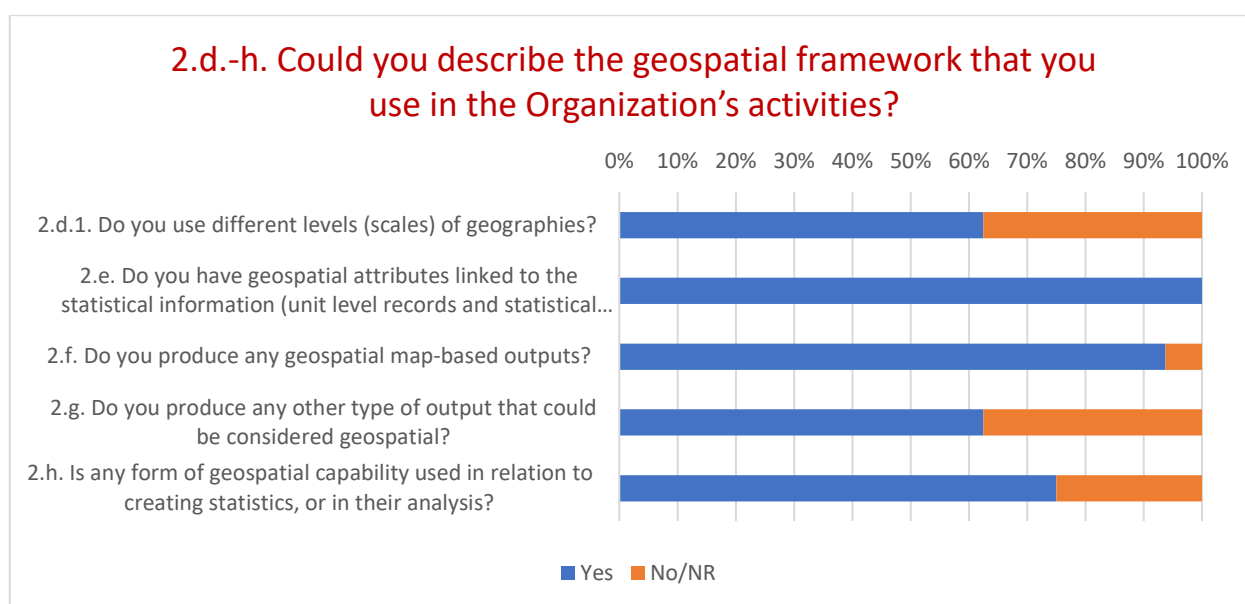 2.d.-h. Could you describe the geospatial framework that you
use in the Organization's activities?
0% 10% 20% 30% 40% 50% 60% 70% 80% 90% 100%
2.d.1. Do you use different levels (scales) of geographies?
2.e. Do you have geospatial attributes linked to the
statistical information (unit level records and statistical…
2.f. Do you produce any geospatial map-based outputs?
2.g. Do you produce any other type of output that could
be considered geospatial?
2.h. Is any form of geospatial capability used in relation to
creating statistics, or in their analysis?
Yes No/NR